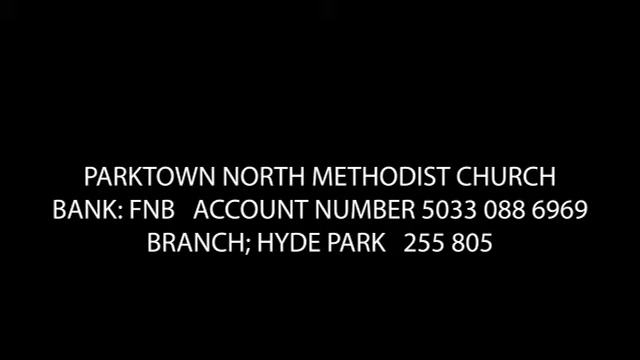 PARKTOWN NORTH METHODIST CHURCH
BANK: FNB ACCOUNT NUMBER 5033 088 6969
BRANCH; HYDE PARK 255 805